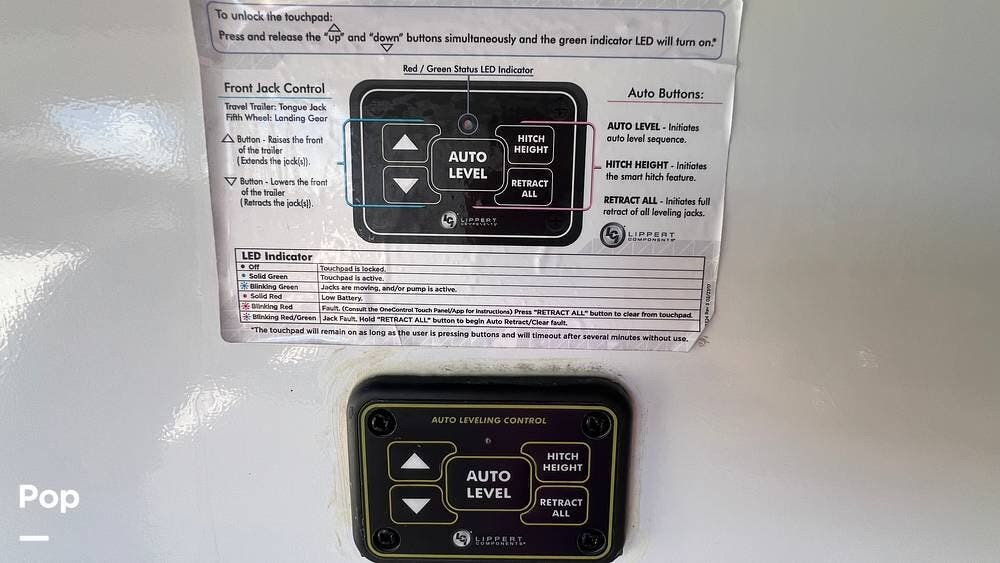 To unlock the touchpad:
Press and release the "up" and "down" buttons simultaneously and the green indicator LED will turn on.*
Red / Green Status LED Indicator
Front Jack Control
Travel Trailer: Tongue Jack
Fifth Wheel: Landing Gear
Button - Raises the front
of the trailer
(Extends the jack(s)).
Button - Lowers the front
of the trailer
(Retracts the jack(s)).
AUTO
LEVEL
HITCH
HEIGHT
RETRACT
ALL
LCI LIPPERT
COMPONENTS
Auto Buttons:
AUTO LEVEL - Initiates
auto level sequence.
HITCH HEIGHT - Initiates
the smart hitch feature.
RETRACT ALL - Initiates full
retract of all leveling jacks.
LCI LIPPERT
COMPONENTS
LED Indicator
Off Touchpad is locked.
Solid Green Touchpad is active.
Blinking Green Jacks are moving, and/or pump is active.
Solid Red Low Battery.
Blinking Red Fault. (Consult the OneControl Touch Panel/App for Instructions) Press "RETRACT ALL" button to clear from touchpad.
Blinking Red/Green Jack Fault. Hold "RETRACT ALL" button to begin Auto Retract/Clear fault.
*The touchpad will remain on as long as the user is pressing buttons and will timeout after several minutes without use.
AUTO LEVELING CONTROL
AUTO
LEVEL
HITCH
HEIGHT
RETRACT
ALL
LCI LIPPERT
COMPONENTS
Pop